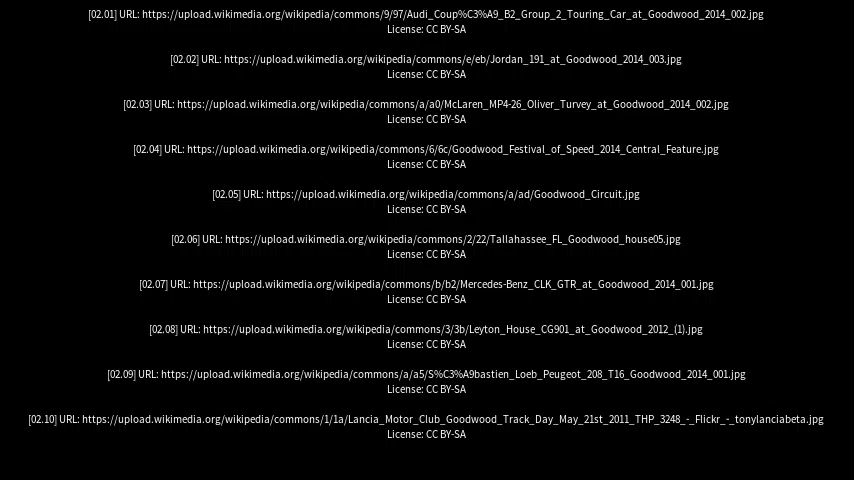 [02.01] URL: https://upload.wikimedia.org/wikipedia/commons/9/97/Audi_Coup%C3%A9_B2_Group_2_Touring_Car_at_Goodwood_2014_002.jpg
License: CC BY-SA
[02.02] URL: https://upload.wikimedia.org/wikipedia/commons/e/eb/Jordan_191_at_Goodwood_2014_003.jpg
License: CC BY-SA
[02.03] URL: https://upload.wikimedia.org/wikipedia/commons/a/a0/McLaren_MP4-26_Oliver_Turvey_at_Goodwood_2014_002.jpg
License: CC BY-SA
[02.04] URL: https://upload.wikimedia.org/wikipedia/commons/6/6c/Goodwood_Festival_of_Speed_2014_Central_Feature.jpg
License: CC BY-SA
[02.05] URL: https://upload.wikimedia.org/wikipedia/commons/a/ad/Goodwood_Circuit.jpg
License: CC BY-SA
[02.06] URL: https://upload.wikimedia.org/wikipedia/commons/2/22/Tallahassee_FL_Goodwood_house05.jpg
License: CC BY-SA
[02.07] URL: https://upload.wikimedia.org/wikipedia/commons/b/b2/Mercedes-Benz_CLK_GTR_at_Goodwood_2014_001.jpg
License: CC BY-SA
[02.08] URL: https://upload.wikimedia.org/wikipedia/commons/3/3b/Leyton_House_CG901_at_Goodwood_2012_(1).jpg
License: CC BY-SA
[02.09] URL: https://upload.wikimedia.org/wikipedia/commons/a/a5/S%C3%A9bastien_Loeb_Peugeot_208_T16_Goodwood_2014_001.jpg
License: CC BY-SA
[02.10] URL: https://upload.wikimedia.org/wikipedia/commons/1/1a/Lancia_Motor_Club_Goodwood_Track_Day_May_21st_2011_THP_3248_-_Flickr_-_tonylanciabeta.jpg
License: CC BY-SA